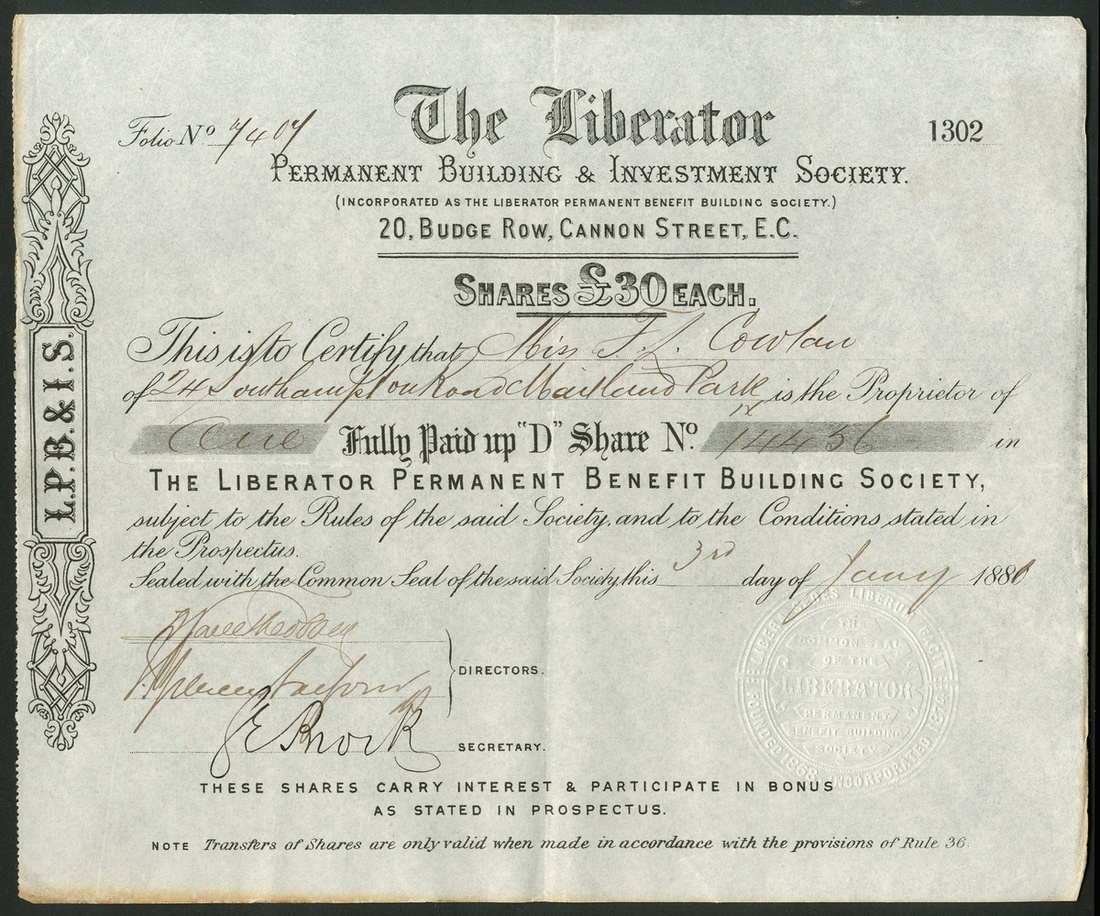 The Liberator
Folio No 7407
1302
PERMANENT BUILDING & INVESTMENT SOCIETY.
(INCORPORATED AS THE LIBERATOR PERMANENT BENEFIT BUILDING SOCIETY.)
20, BUDGE ROW, CANNON STREET, E.C.
SHARES £30 EACH.
L.P.B. & I.S.
This is to Certify that Miss F. L. Cowlan
of 24 Southampton Road Maitland Park is the Proprietor of
One Fully Paid up "D" Share No. 14456 in
THE LIBERATOR PERMANENT BENEFIT BUILDING SOCIETY,
subject to the Rules of the said Society, and to the Conditions stated in
the Prospectus.
Sealed with the Common Seal of the said Society, this 3rd day of Jany 1880
DIRECTORS.
SECRETARY.
THE
COMMON SEAL
OF THE
LIBERATOR
PERMANENT
BENEFIT BUILDING
SOCIETY
FOUNDED 1868 INCORPORATED 1874
THESE SHARES CARRY INTEREST & PARTICIPATE IN BONUS
AS STATED IN PROSPECTUS.
NOTE Transfers of Shares are only valid when made in accordance with the provisions of Rule 36.